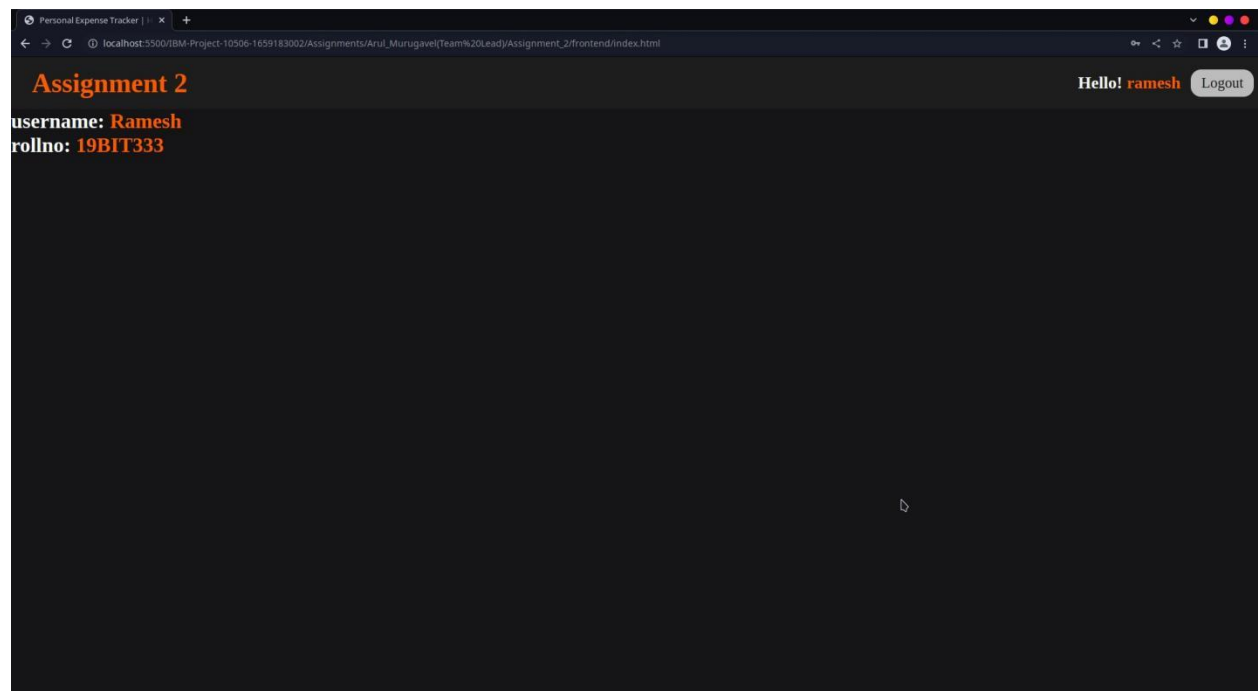 Personal Expense Tracker |
localhost:5500/IBM-Project-10506-1659183002/Assignments/Arul_Murugavel(Team%20Lead)/Assignment_2/frontend/index.html
Assignment 2
Hello! ramesh Logout
username: Ramesh
rollno: 19BIT333